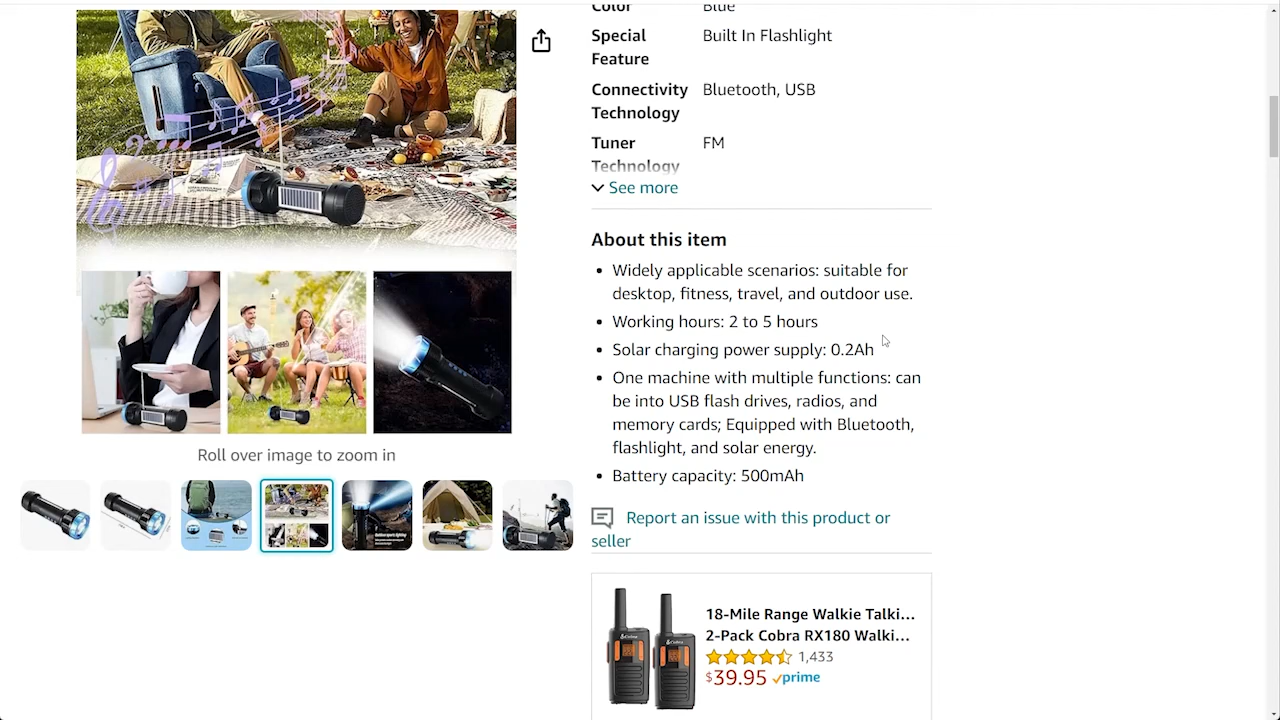 Color
Blue
Special
Feature
Built In Flashlight
Connectivity
Technology
Bluetooth, USB
Tuner
Technology
FM
See more
About this item
Widely applicable scenarios: suitable for
desktop, fitness, travel, and outdoor use.
Working hours: 2 to 5 hours
Solar charging power supply: 0.2Ah
One machine with multiple functions: can
be into USB flash drives, radios, and
memory cards; Equipped with Bluetooth,
flashlight, and solar energy.
Battery capacity: 500mAh
Roll over image to zoom in
Report an issue with this product or
seller
18-Mile Range Walkie Talki...
2-Pack Cobra RX180 Walki...
1,433
$39.95 prime